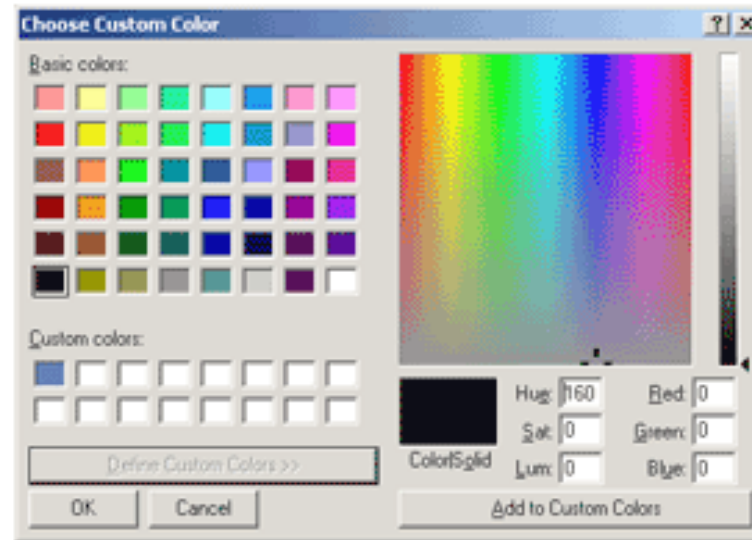 Choose Custom Color
Basic colors:
Custom colors:
Define Custom Colors >>
OK Cancel
Hue: 160 Red: 0
Sat: 0 Green: 0
Color|Solid Lum: 0 Blue: 0
Add to Custom Colors